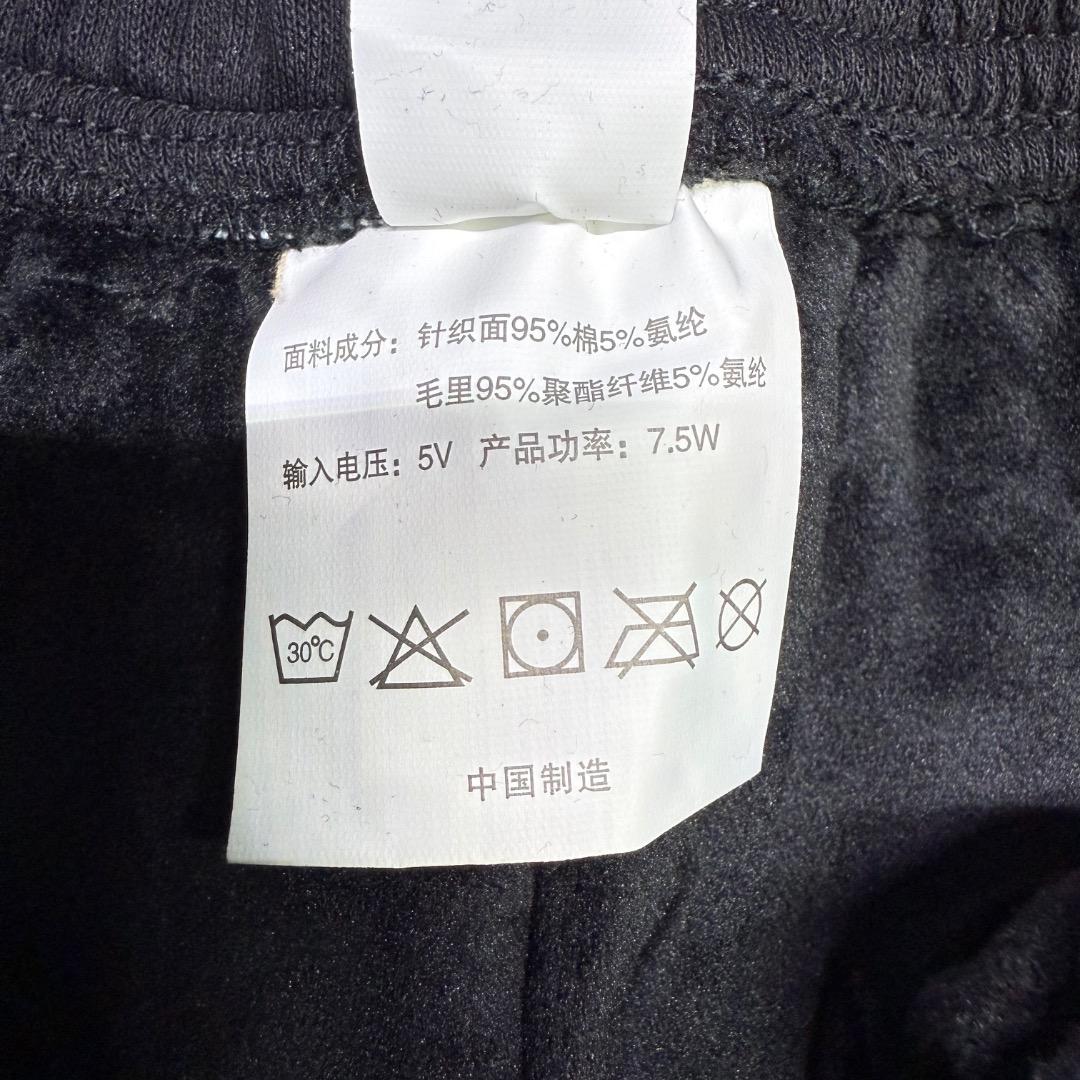 面料成分：针织面95%棉5%氨纶
毛里95%聚酯纤维5%氨纶
输入电压：5V 产品功率：7.5W
30℃
中国制造